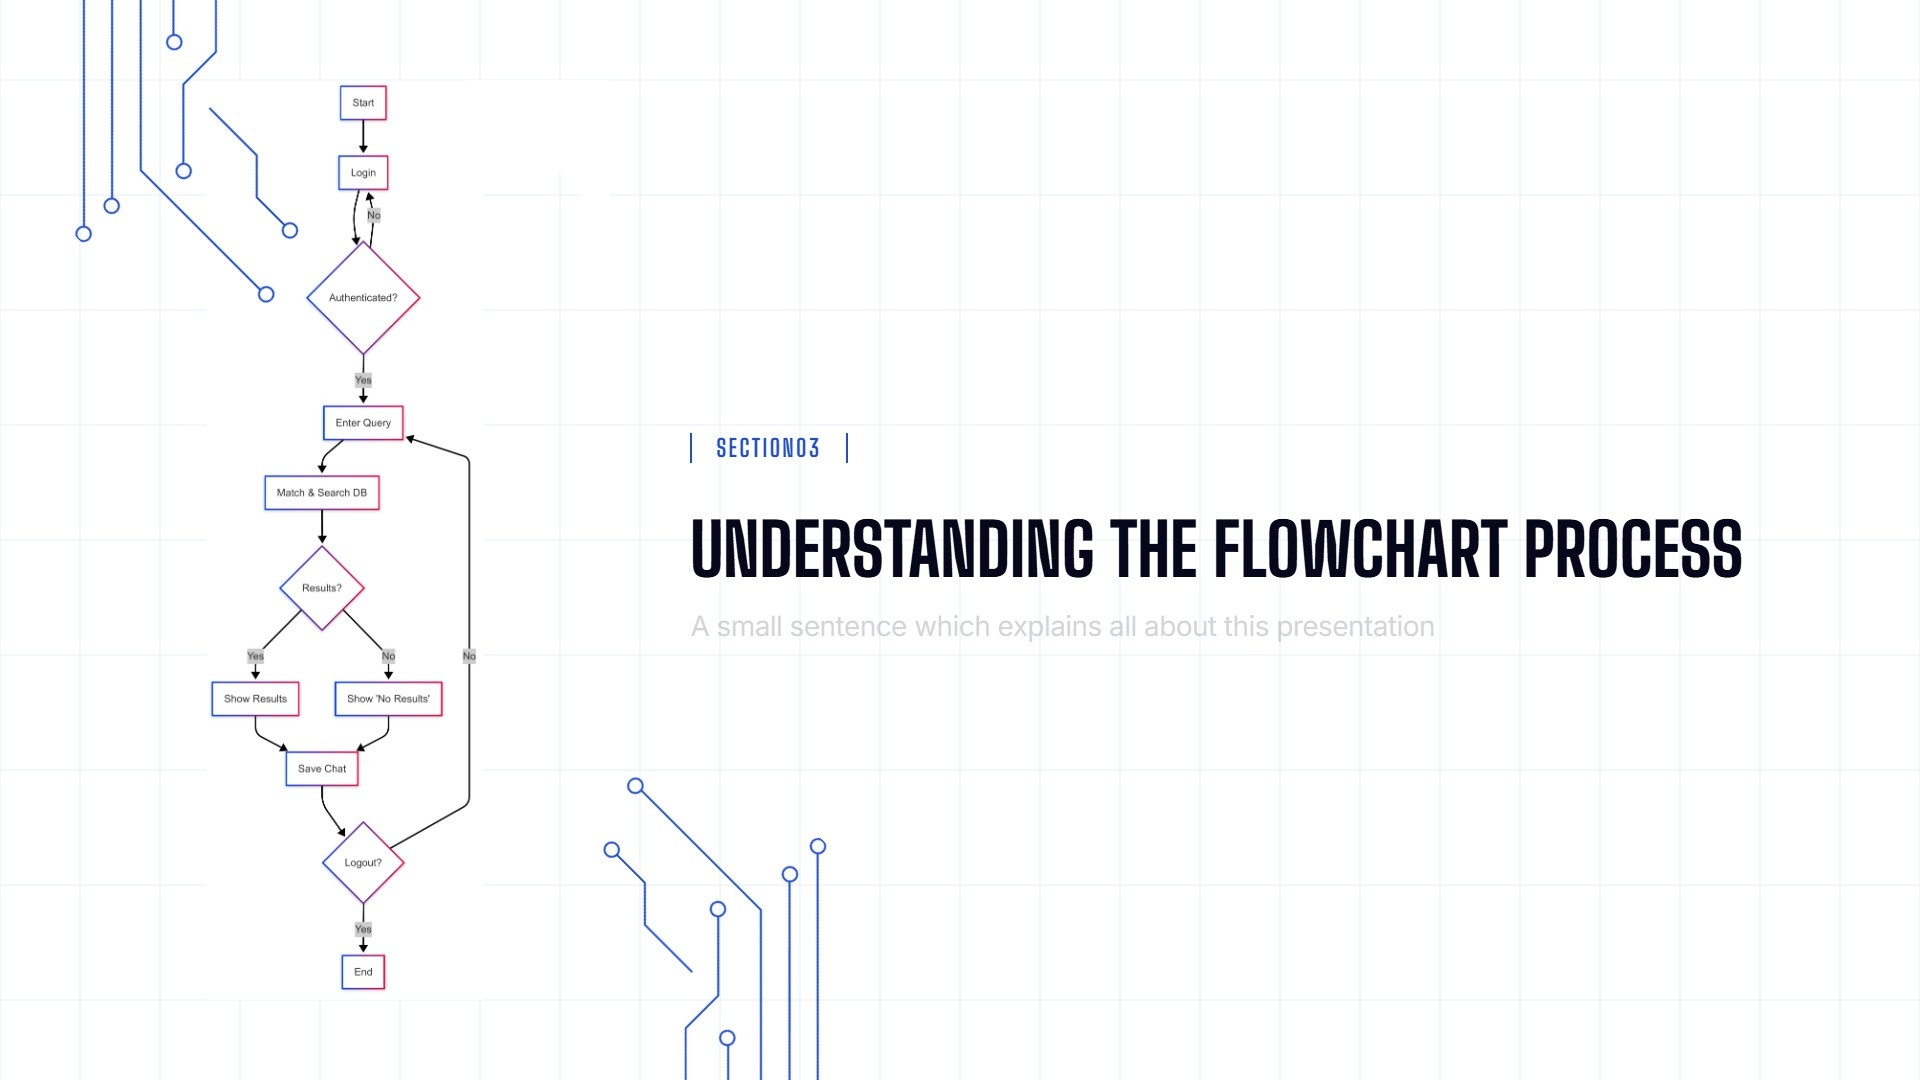 Start
Login
No
Authenticated?
Yes
Enter Query
Match & Search DB
Results?
Yes
No
No
Show Results
Show 'No Results'
Save Chat
Logout?
Yes
End
SECTION03
UNDERSTANDING THE FLOWCHART PROCESS
A small sentence which explains all about this presentation